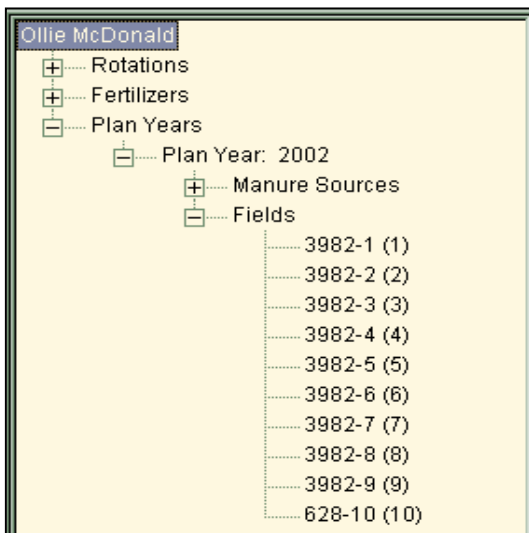 Ollie McDonald
Rotations
Fertilizers
Plan Years
Plan Year: 2002
Manure Sources
Fields
3982-1 (1)
3982-2 (2)
3982-3 (3)
3982-4 (4)
3982-5 (5)
3982-6 (6)
3982-7 (7)
3982-8 (8)
3982-9 (9)
628-10 (10)